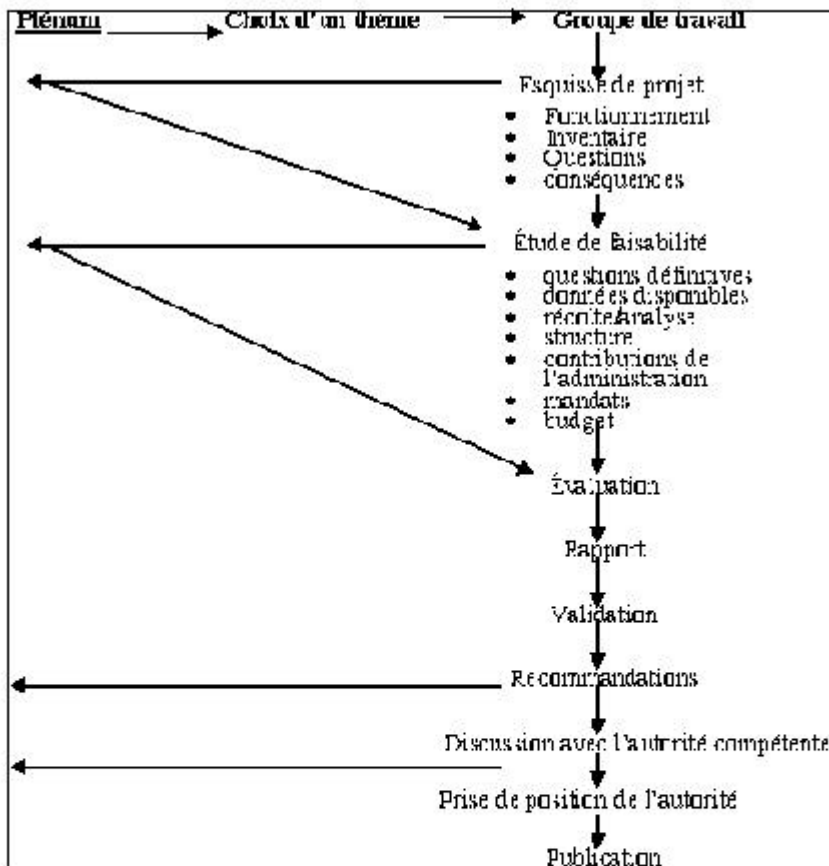 Plénum Choix d'un thème Groupe de travail
Esquisse de projet
• Fonctionnement
• Inventaire
• Questions
• conséquences
Étude de faisabilité
• questions définitives
• données disponibles
• récolte/analyse
• structure
• contributions de
l'administration
• mandats
• budget
Évaluation
Rapport
Validation
Recommandations
Discussion avec l'autorité compétente
Prise de position de l'autorité
Publication